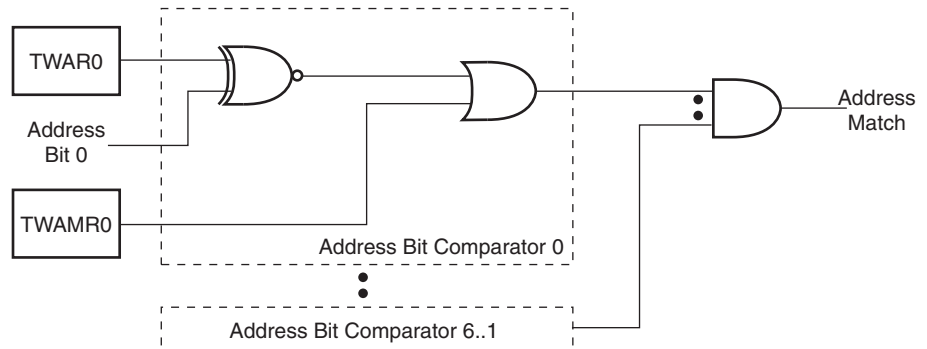 TWAR0
Address
Bit 0
TWAMR0
Address Bit Comparator 0
Address Bit Comparator 6..1
Address
Match